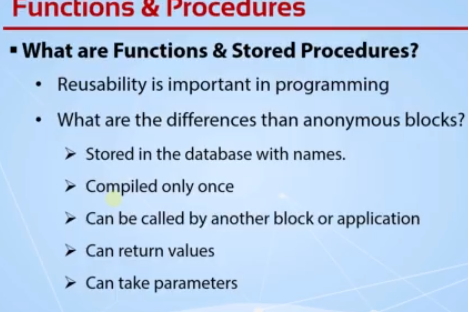 Functions & Procedures
▪ What are Functions & Stored Procedures?
• Reusability is important in programming
• What are the differences than anonymous blocks?
➢ Stored in the database with names.
➢ Compiled only once
➢ Can be called by another block or application
➢ Can return values
➢ Can take parameters